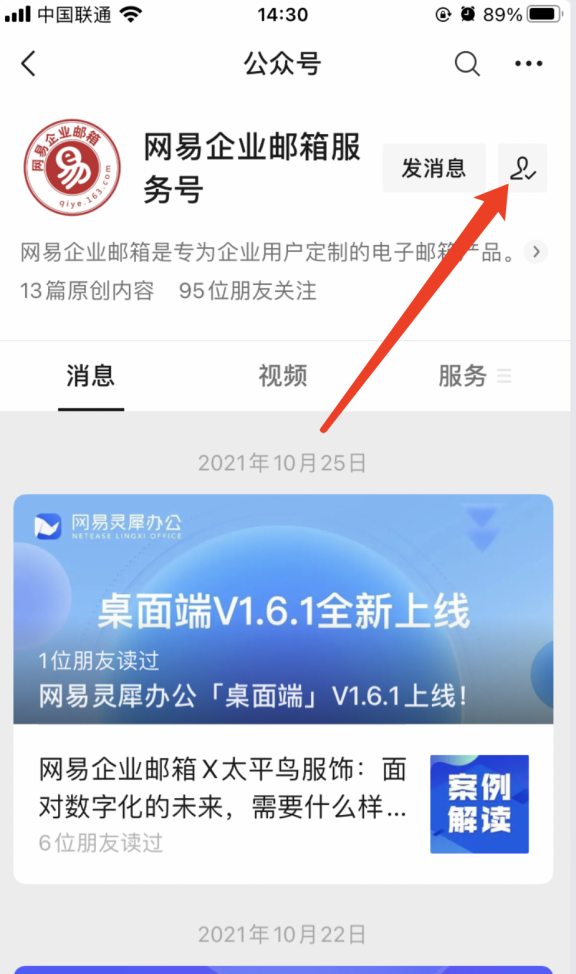 中国联通
14:30
89%
公众号
网易企业邮箱
qiye.163.com
网易企业邮箱服
务号
发消息
网易企业邮箱是专为企业用户定制的电子邮箱产品。
13篇原创内容 95位朋友关注
消息
视频
服务
2021年10月25日
网易灵犀办公
NETEASE LINGXI OFFICE
桌面端V1.6.1全新上线
1位朋友读过
网易灵犀办公「桌面端」V1.6.1上线!
网易企业邮箱X太平鸟服饰:面
对数字化的未来,需要什么样...
6位朋友读过
案例
解读
2021年10月22日